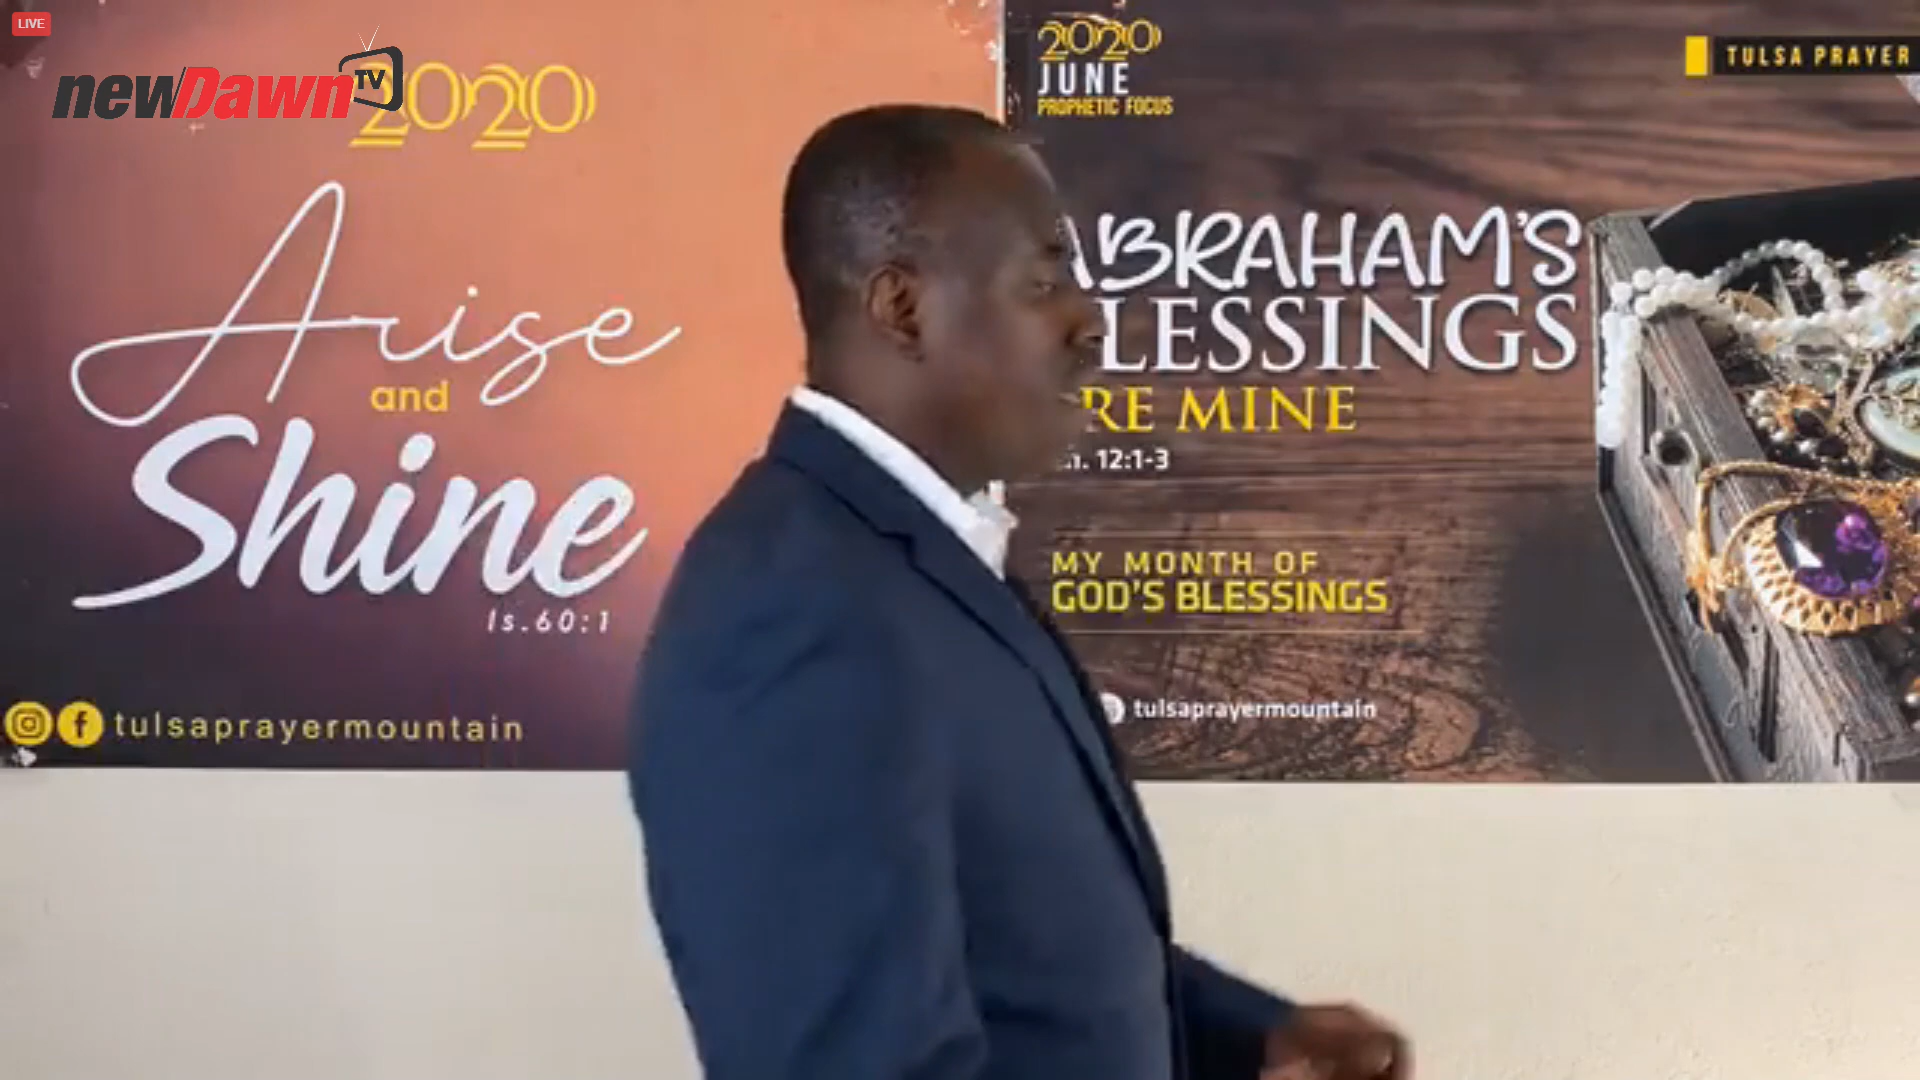 LIVE
newDawn TV
2020
Arise
and
Shine
Is.60:1
tulsaprayermountain
2020
JUNE
PROPHETIC FOCUS
TULSA PRAYER
ABRAHAM'S
LESSINGS
RE MINE
12:1-3
MY MONTH OF
GOD'S BLESSINGS
tulsaprayermountain